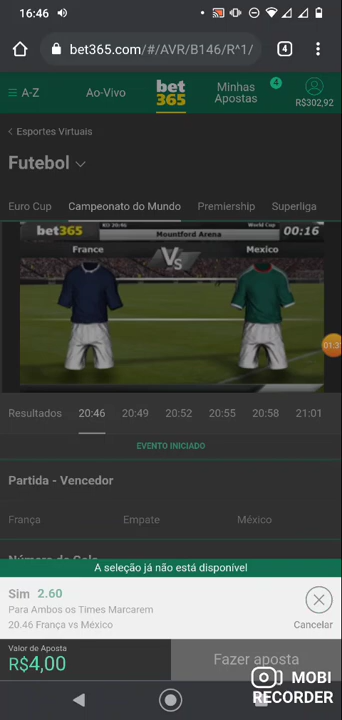 16:46
bet365.com/#/AVR/B146/R^1/
4
A-Z
Ao-Vivo
bet
365
Minhas
Apostas
4
R$302,92
Esportes Virtuais
Futebol
Euro Cup
Campeonato do Mundo
Premiership
Superliga
bet365
KO 20:46
World Cup
Mountford Arena
00:16
France
Vs
Mexico
Resultados
20:46
20:49
20:52
20:55
20:58
21:01
EVENTO INICIADO
Partida - Vencedor
França
Empate
México
A seleção já não está disponível
Sim 2.60
Para Ambos os Times Marcarem
20.46 França vs México
Cancelar
Valor de Aposta
R$4,00
Fazer aposta
MOBI
RECORDER